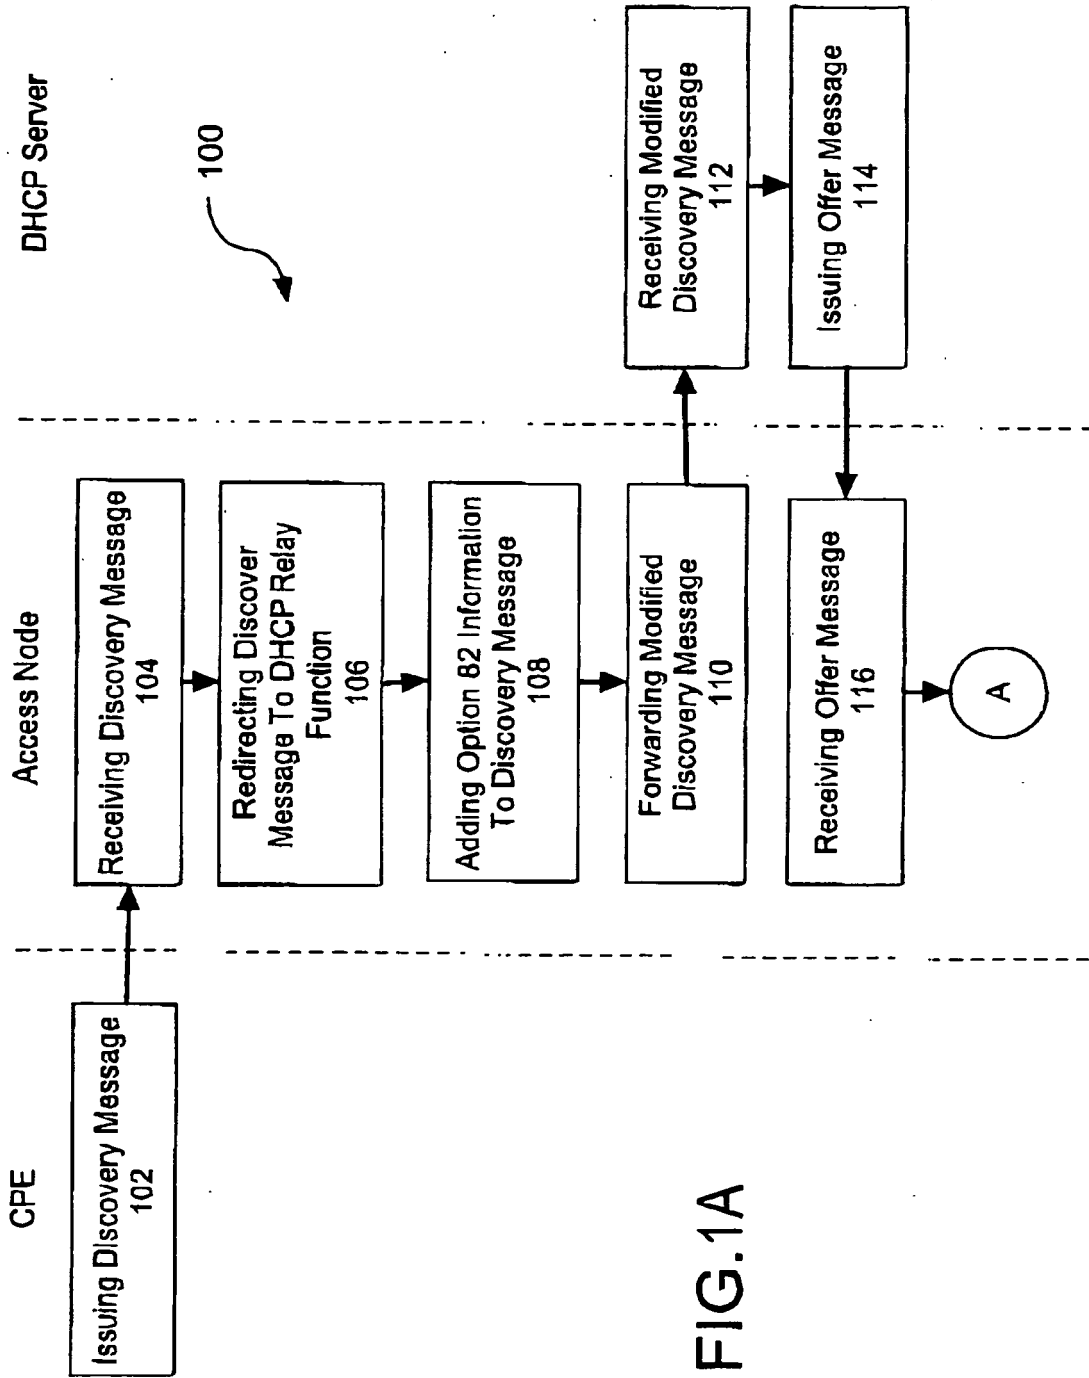 CPE
Access Node
DHCP Server
100
Issuing Discovery Message
102
Receiving Discovery Message
104
Redirecting Discover
Message To DHCP Relay
Function
106
Adding Option 82 Information
To Discovery Message
108
Forwarding Modified
Discovery Message
110
Receiving Modified
Discovery Message
112
Issuing Offer Message
114
Receiving Offer Message
116
A
FIG.1A